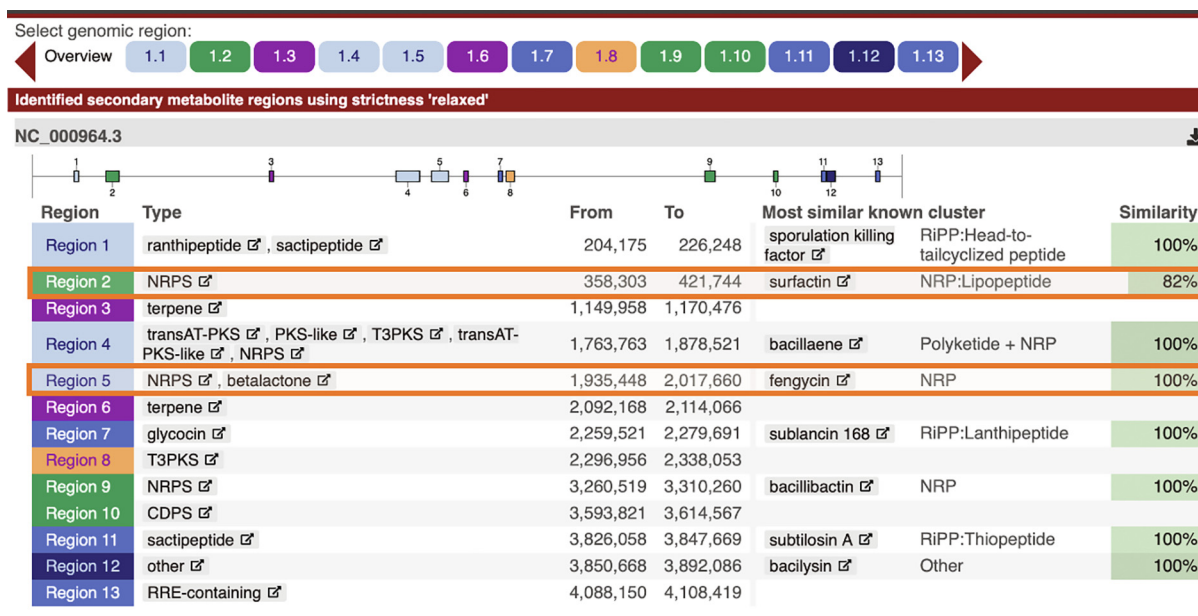 Select genomic region:
Overview 1.1 1.2 1.3 1.4 1.5 1.6 1.7 1.8 1.9 1.10 1.11 1.12 1.13
Identified secondary metabolite regions using strictness 'relaxed'
NC_000964.3
1 3 5 7 9 11 13
2 4 6 8 10 12
Region Type From To Most similar known cluster Similarity
Region 1 ranthipeptide , sactipeptide 204,175 226,248 sporulation killing factor RiPP:Head-to-tailcyclized peptide 100%
Region 2 NRPS 358,303 421,744 surfactin NRP:Lipopeptide 82%
Region 3 terpene 1,149,958 1,170,476
Region 4 transAT-PKS , PKS-like , T3PKS , transAT-PKS-like , NRPS 1,763,763 1,878,521 bacillaene Polyketide + NRP 100%
Region 5 NRPS , betalactone 1,935,448 2,017,660 fengycin NRP 100%
Region 6 terpene 2,092,168 2,114,066
Region 7 glycocin 2,259,521 2,279,691 sublancin 168 RiPP:Lanthipeptide 100%
Region 8 T3PKS 2,296,956 2,338,053
Region 9 NRPS 3,260,519 3,310,260 bacillibactin NRP 100%
Region 10 CDPS 3,593,821 3,614,567
Region 11 sactipeptide 3,826,058 3,847,669 subtilosin A RiPP:Thiopeptide 100%
Region 12 other 3,850,668 3,892,086 bacilysin Other 100%
Region 13 RRE-containing 4,088,150 4,108,419